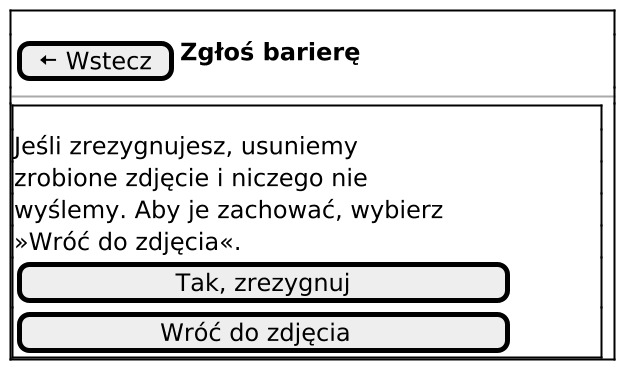 ← Wstecz Zgłoś barierę
Jeśli zrezygnujesz, usuniemy
zrobione zdjęcie i niczego nie
wyślemy. Aby je zachować, wybierz
»Wróć do zdjęcia«.
Tak, zrezygnuj
Wróć do zdjęcia